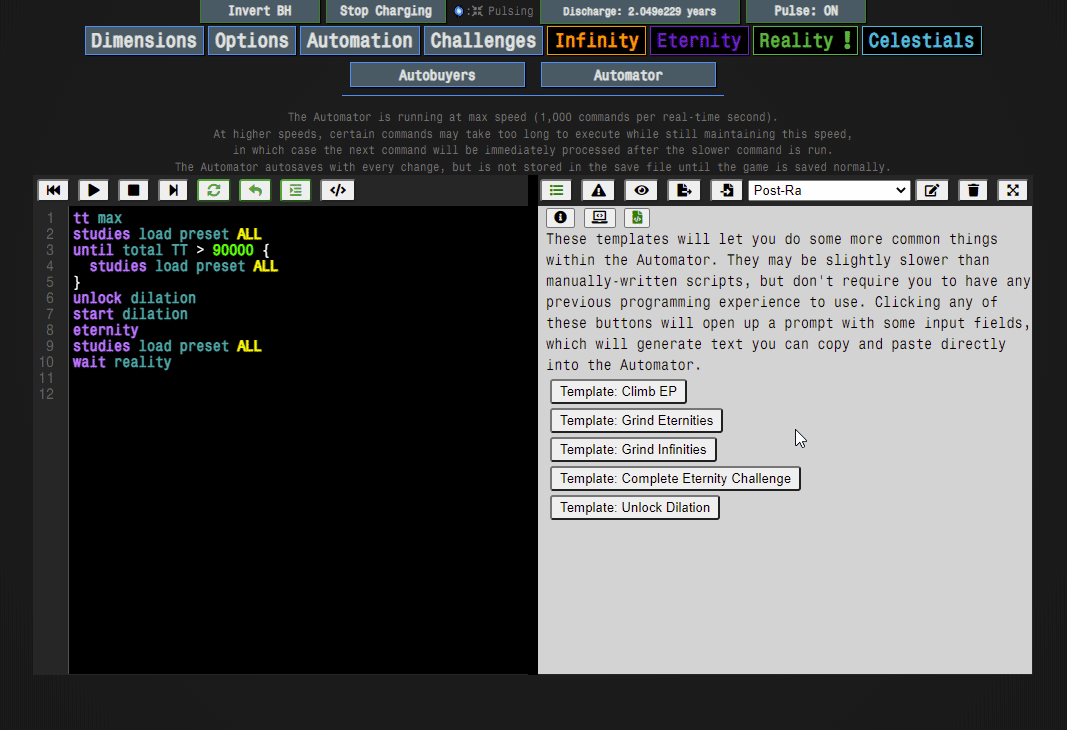 Invert BH Stop Charging Pulsing Discharge: 2.049e229 years Pulse: ON
Dimensions Options Automation Challenges Infinity Eternity Reality ! Celestials
Autobuyers Automator
The Automator is running at max speed (1,000 commands per real-time second).
At higher speeds, certain commands may take too long to execute while still maintaining this speed,
in which case the next command will be immediately processed after the slower command is run.
The Automator autosaves with every change, but is not stored in the save file until the game is saved normally.
1 tt max
2 studies load preset ALL
3 until total TT > 90000 {
4 studies load preset ALL
5 }
6 unlock dilation
7 start dilation
8 eternity
9 studies load preset ALL
10 wait reality
11
12
Post-Ra
These templates will let you do some more common things
within the Automator. They may be slightly slower than
manually-written scripts, but don't require you to have any
previous programming experience to use. Clicking any of
these buttons will open up a prompt with some input fields,
which will generate text you can copy and paste directly
into the Automator.
Template: Climb EP
Template: Grind Eternities
Template: Grind Infinities
Template: Complete Eternity Challenge
Template: Unlock Dilation